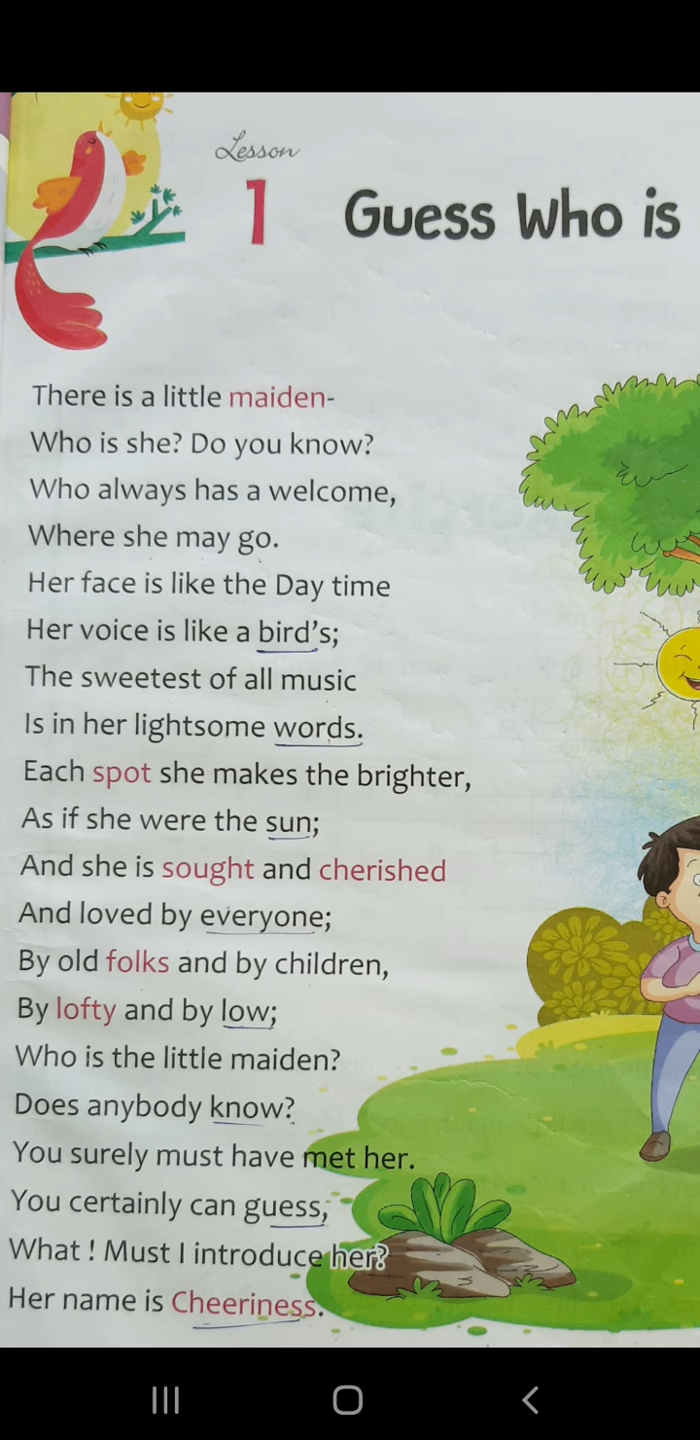 Lesson
1 Guess Who is
There is a little maiden-
Who is she? Do you know?
Who always has a welcome,
Where she may go.
Her face is like the Day time
Her voice is like a bird's;
The sweetest of all music
Is in her lightsome words.
Each spot she makes the brighter,
As if she were the sun;
And she is sought and cherished
And loved by everyone;
By old folks and by children,
By lofty and by low;
Who is the little maiden?
Does anybody know?
You surely must have met her.
You certainly can guess,
What ! Must I introduce her?
Her name is Cheeriness.